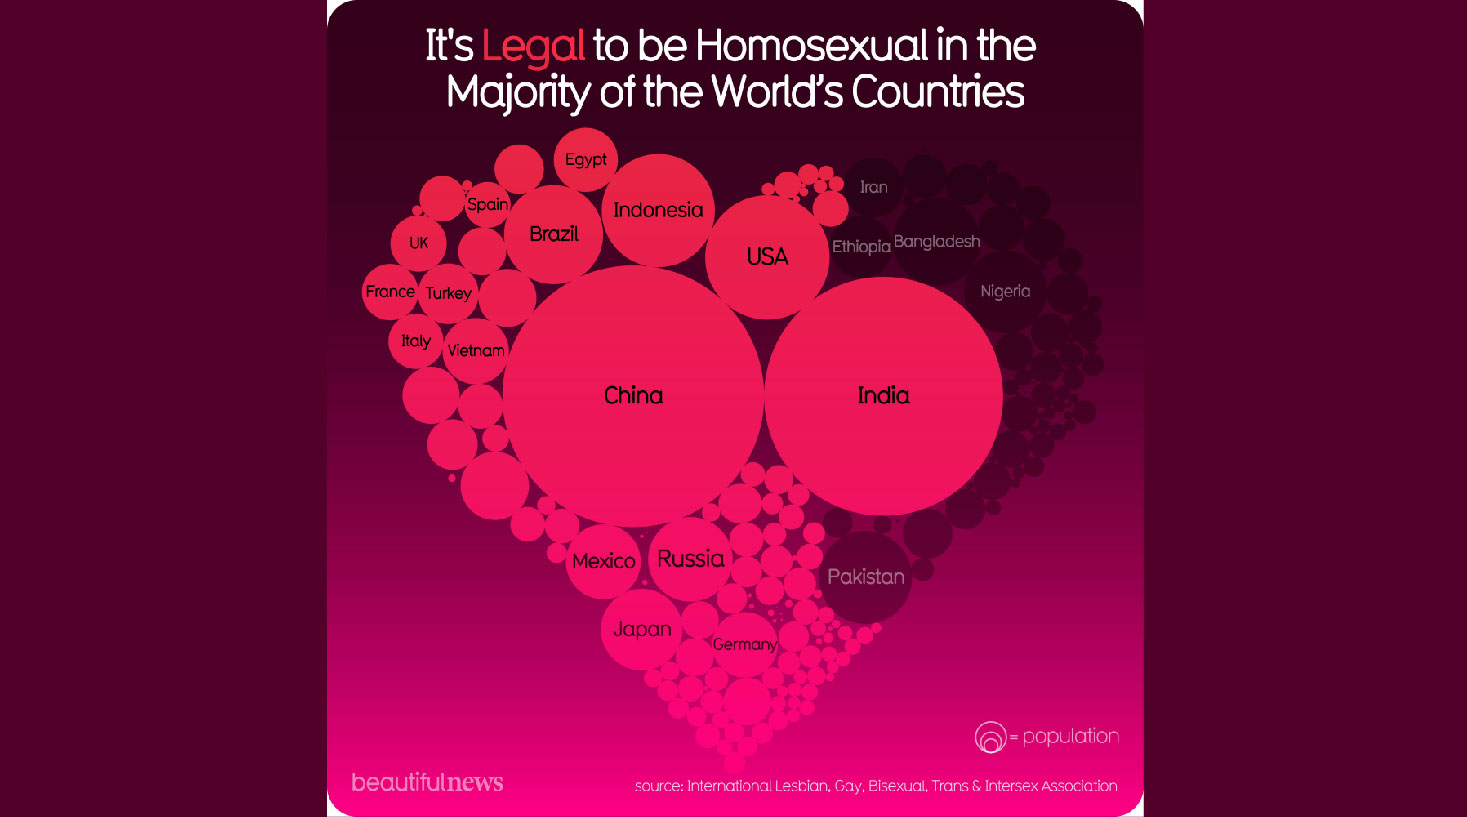 It's Legal to be Homosexual in the
Majority of the World's Countries
Egypt
Iran
Spain
Indonesia
Brazil
UK
Ethiopia
Bangladesh
USA
France
Turkey
Nigeria
Italy
Vietnam
China
India
Mexico
Russia
Pakistan
Japan
Germany
= population
beautifulnews
source: International Lesbian, Gay, Bisexual, Trans & Intersex Association